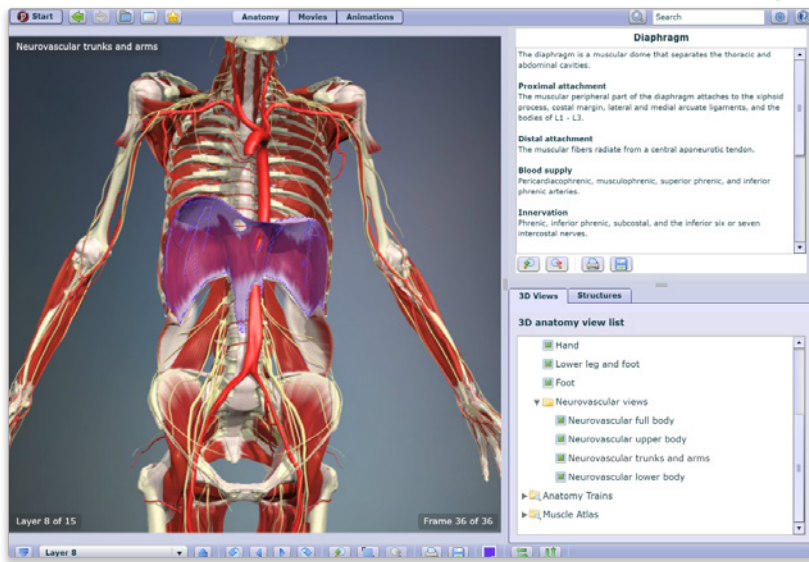 Start
Anatomy
Movies
Animations
Search
Neurovascular trunks and arms
Layer 8 of 15
Frame 36 of 36
Layer 8
Diaphragm
The diaphragm is a muscular dome that separates the thoracic and
abdominal cavities.
Proximal attachment
The muscular peripheral part of the diaphragm attaches to the xiphoid
process, costal margin, lateral and medial arcuate ligaments, and the
bodies of L1 - L3.
Distal attachment
The muscular fibers radiate from a central aponeurotic tendon.
Blood supply
Pericardiacophrenic, musculophrenic, superior phrenic, and inferior
phrenic arteries.
Innervation
Phrenic, inferior phrenic, subcostal, and the inferior six or seven
intercostal nerves.
3D Views
Structures
3D anatomy view list
Hand
Lower leg and foot
Foot
Neurovascular views
Neurovascular full body
Neurovascular upper body
Neurovascular trunks and arms
Neurovascular lower body
Anatomy Trains
Muscle Atlas